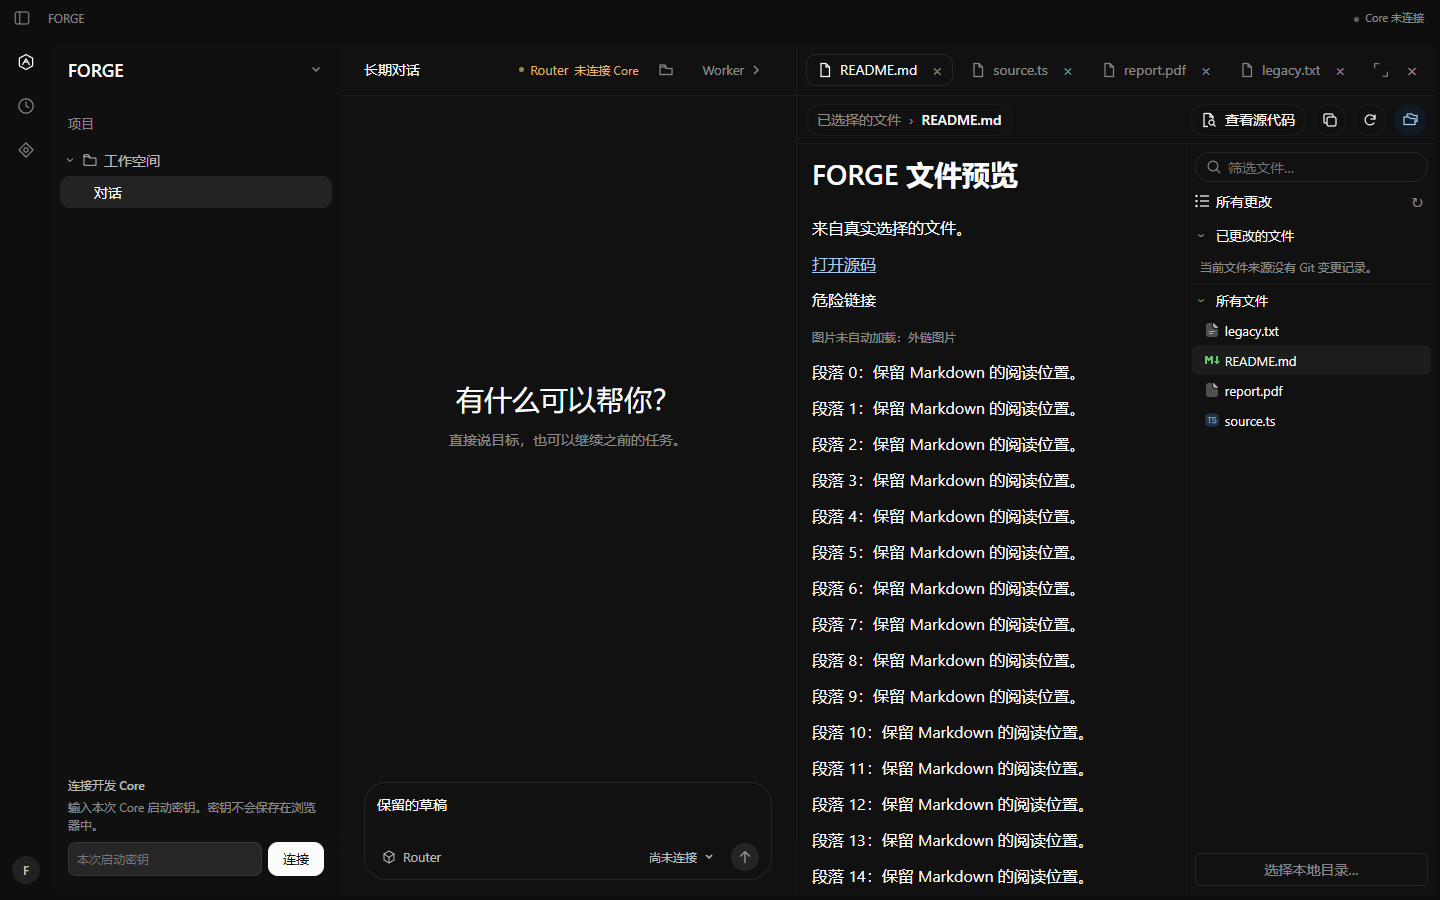 FORGE
Core 未连接
FORGE
项目
工作空间
对话
连接开发 Core
输入本次 Core 启动密钥。密钥不会保存在浏览
器中。
本次启动密钥
连接
F
长期对话
Router 未连接 Core
Worker
有什么可以帮你？
直接说目标，也可以继续之前的任务。
保留的草稿
Router
尚未连接
README.md
source.ts
report.pdf
legacy.txt
已选择的文件 › README.md
查看源代码
FORGE 文件预览
来自真实选择的文件。
打开源码
危险链接
图片未自动加载：外链图片
段落 0：保留 Markdown 的阅读位置。
段落 1：保留 Markdown 的阅读位置。
段落 2：保留 Markdown 的阅读位置。
段落 3：保留 Markdown 的阅读位置。
段落 4：保留 Markdown 的阅读位置。
段落 5：保留 Markdown 的阅读位置。
段落 6：保留 Markdown 的阅读位置。
段落 7：保留 Markdown 的阅读位置。
段落 8：保留 Markdown 的阅读位置。
段落 9：保留 Markdown 的阅读位置。
段落 10：保留 Markdown 的阅读位置。
段落 11：保留 Markdown 的阅读位置。
段落 12：保留 Markdown 的阅读位置。
段落 13：保留 Markdown 的阅读位置。
段落 14：保留 Markdown 的阅读位置。
筛选文件...
所有更改
已更改的文件
当前文件来源没有 Git 变更记录。
所有文件
legacy.txt
M↓ README.md
report.pdf
TS source.ts
选择本地目录...